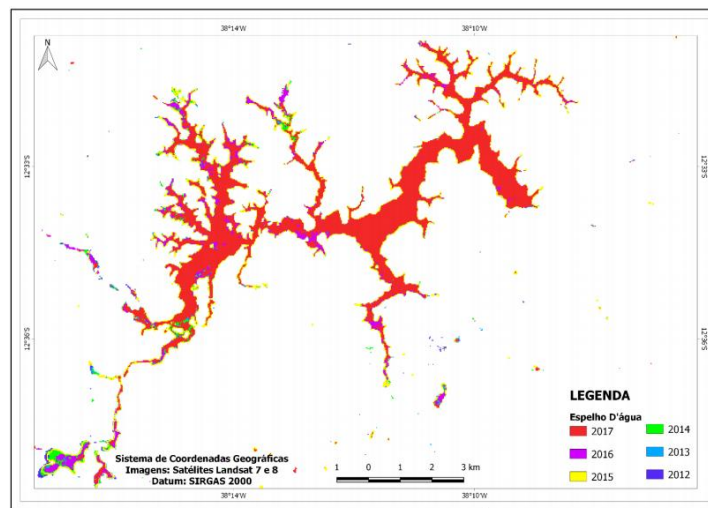 38°14'W
38°10'W
N
12°33'S
12°33'S
12°36'S
12°36'S
LEGENDA
Espelho D'água
2017
2014
2016
2013
2015
2012
Sistema de Coordenadas Geográficas
Imagens: Satélites Landsat 7 e 8
Datum: SIRGAS 2000
1 0 1 2 3 km
38°14'W
38°10'W